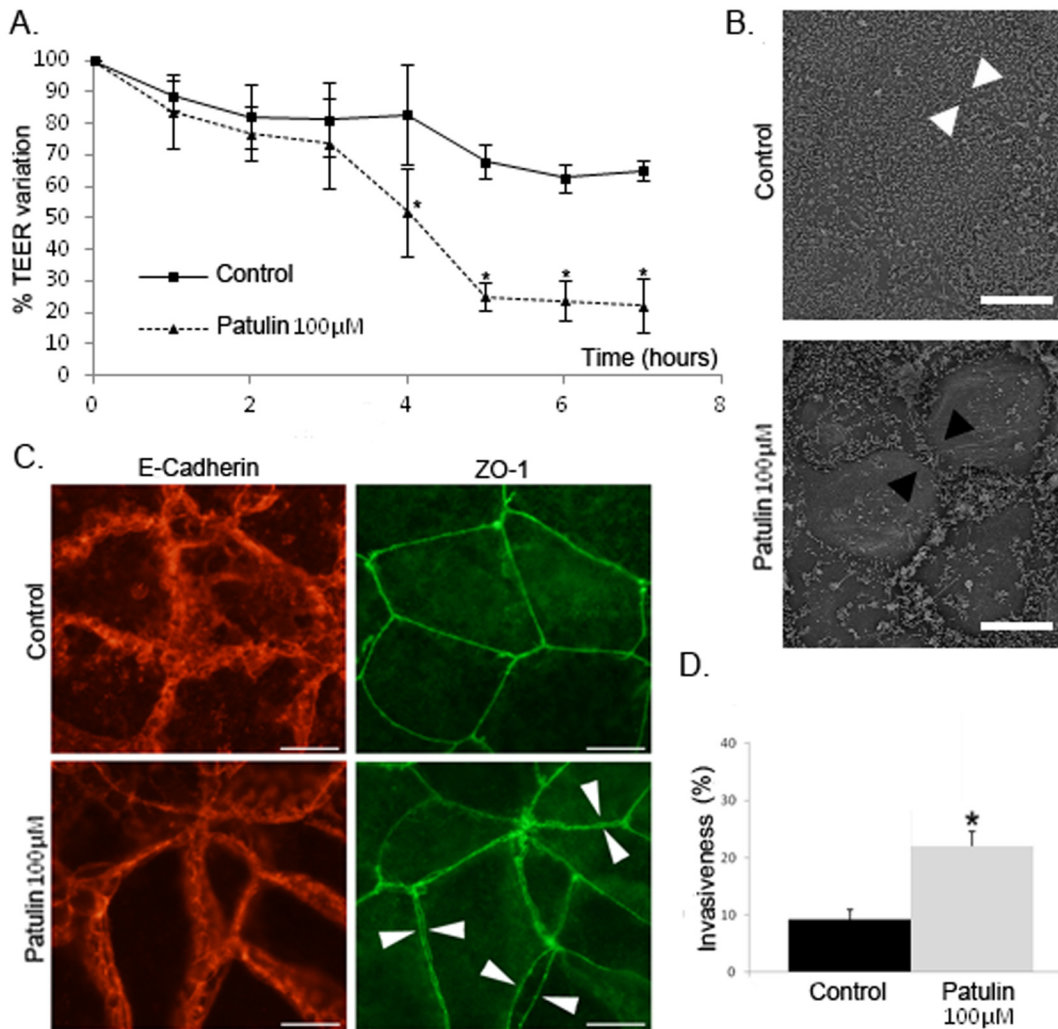 A.
100
90
80
70
60
50
40
30
20
10
0
% TEER variation
Control
Patulin 100µM
* * * *
Time (hours)
0 2 4 6 8
B.
Control
Patulin 100µM
C.
E-Cadherin ZO-1
Control
Patulin 100µM
D.
Invasiveness (%)
40
30
20
10
0
*
Control Patulin
100µM